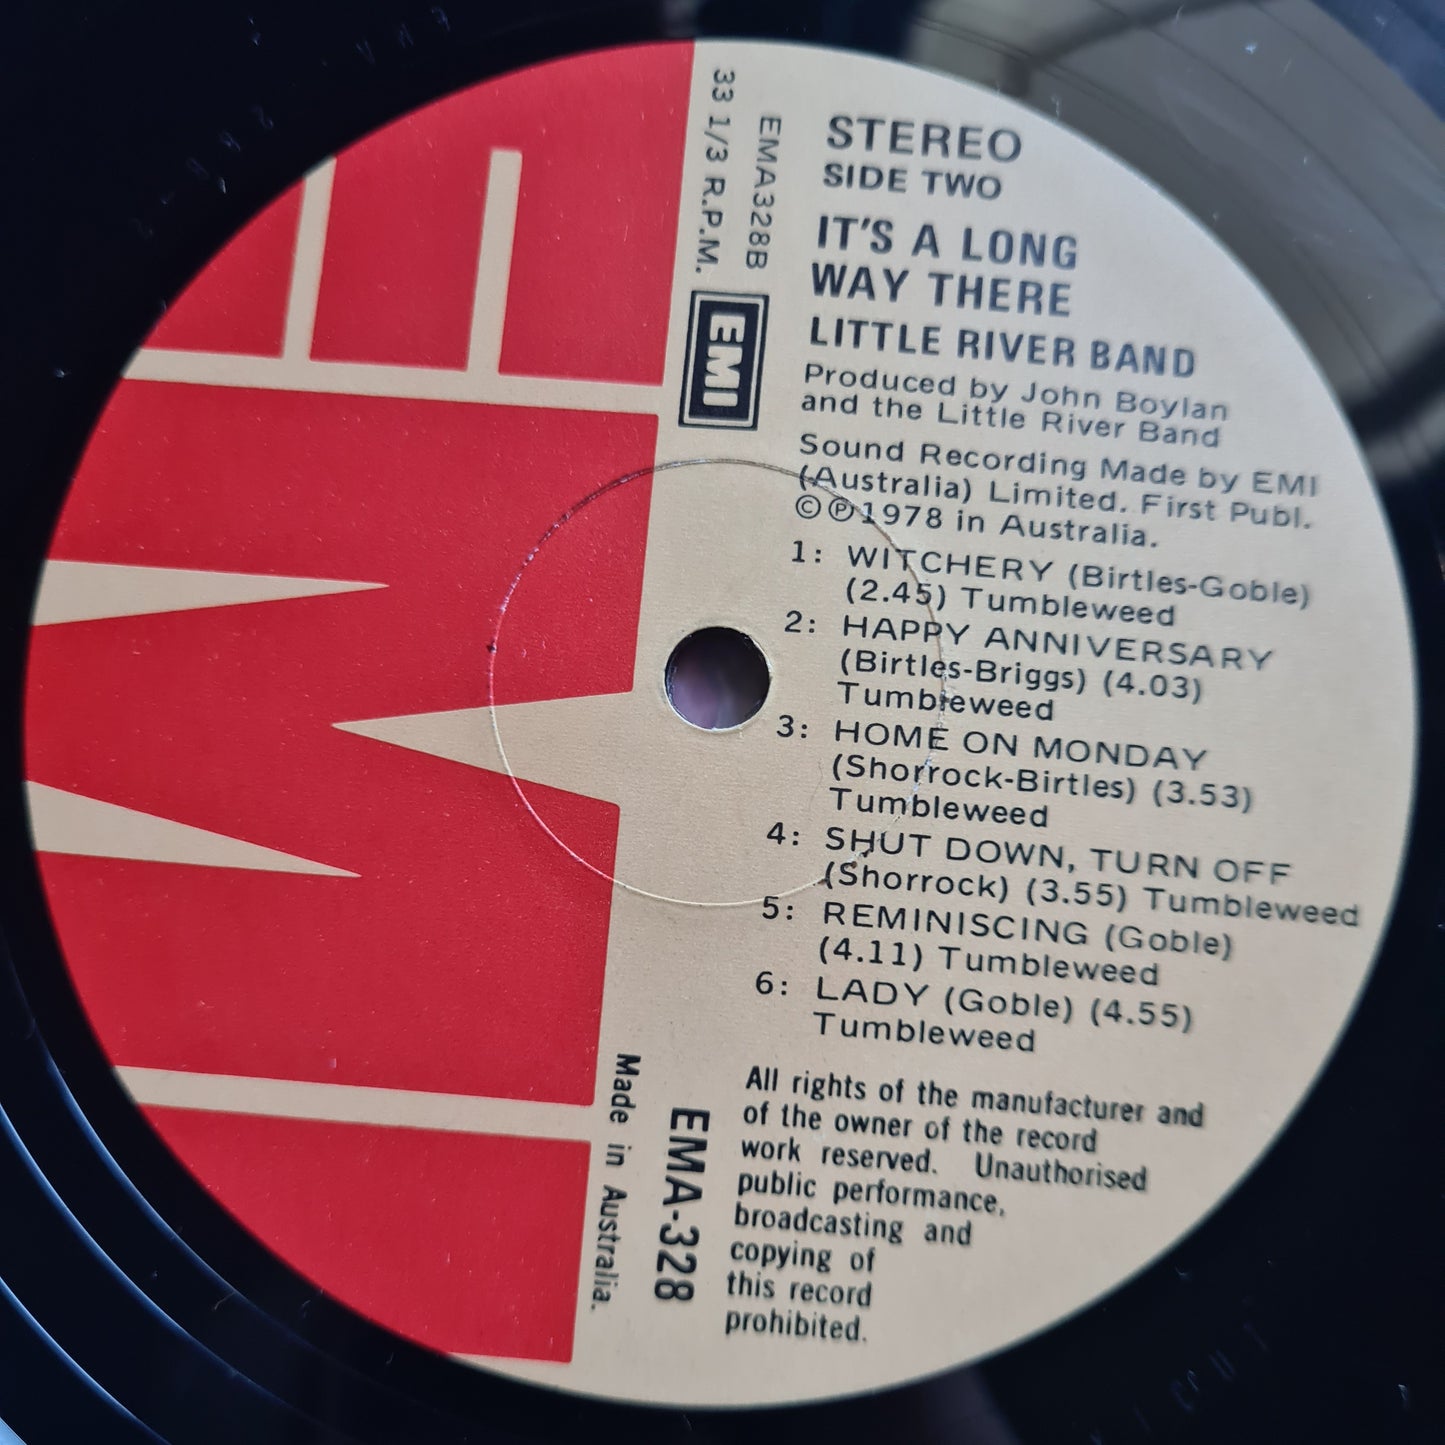 STEREO
SIDE TWO
IT'S A LONG
WAY THERE
LITTLE RIVER BAND
Produced by John Boylan
and the Little River Band
Sound Recording Made by EMI
(Australia) Limited. First Publ.
©℗1978 in Australia.
1: WITCHERY (Birtles-Goble)
(2.45) Tumbleweed
2: HAPPY ANNIVERSARY
(Birtles-Briggs) (4.03)
Tumbleweed
3: HOME ON MONDAY
(Shorrock-Birtles) (3.53)
Tumbleweed
4: SHUT DOWN, TURN OFF
(Shorrock) (3.55) Tumbleweed
5: REMINISCING (Goble)
(4.11) Tumbleweed
6: LADY (Goble) (4.55)
Tumbleweed
All rights of the manufacturer and
of the owner of the record
work reserved. Unauthorised
public performance,
broadcasting and
copying of
this record
prohibited.
EMA328B
33 1/3 R.P.M.
EMI
EMA-328
Made in Australia.
EMI